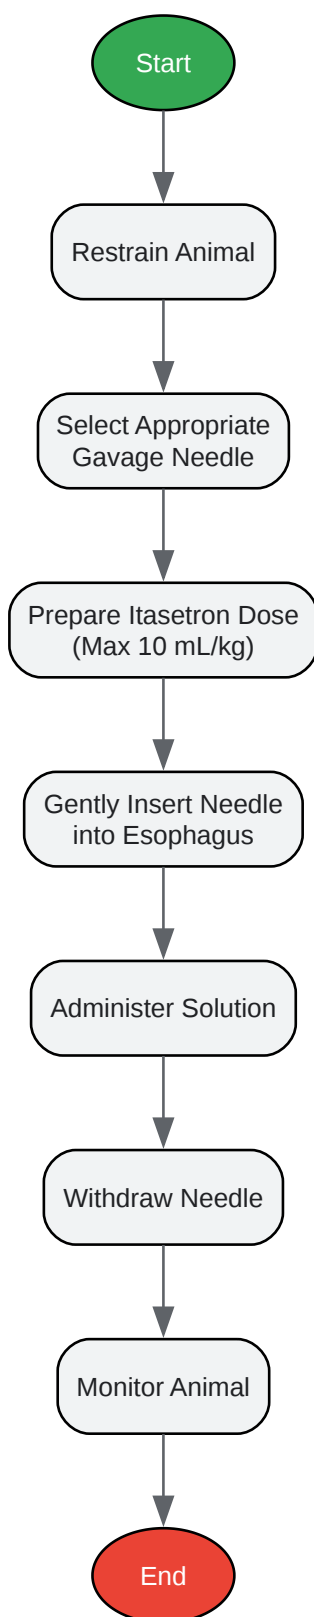 Start
Restrain Animal
Select Appropriate
Gavage Needle
Prepare Itasetron Dose
(Max 10 mL/kg)
Gently Insert Needle
into Esophagus
Administer Solution
Withdraw Needle
Monitor Animal
End